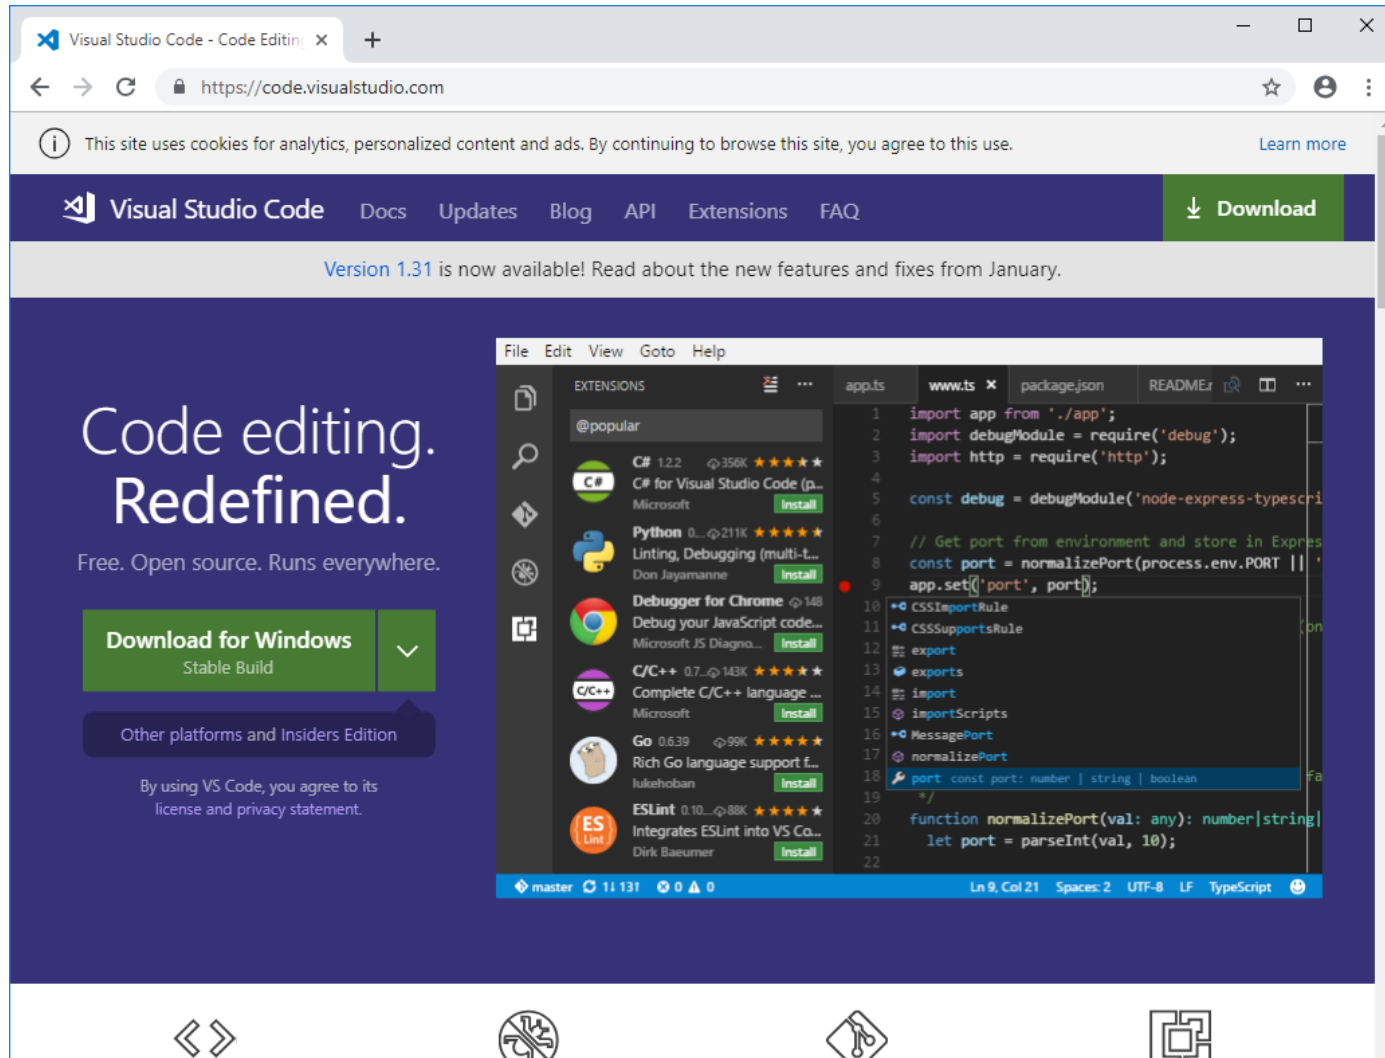 Visual Studio Code - Code Editing
https://code.visualstudio.com
This site uses cookies for analytics, personalized content and ads. By continuing to browse this site, you agree to this use.
Learn more
Visual Studio Code
Docs
Updates
Blog
API
Extensions
FAQ
Download
Version 1.31 is now available! Read about the new features and fixes from January.
Code editing.
Redefined.
Free. Open source. Runs everywhere.
Download for Windows
Stable Build
Other platforms and Insiders Edition
By using VS Code, you agree to its
license and privacy statement.
File Edit View Goto Help
EXTENSIONS
@popular
C# 1.2.2 356K
C# for Visual Studio Code (p...
Microsoft Install
Python 0.... 211K
Linting, Debugging (multi-t...
Don Jayamanne Install
Debugger for Chrome 148
Debug your JavaScript code...
Microsoft JS Diagno... Install
C/C++ 0.7... 143K
Complete C/C++ language ...
Microsoft Install
Go 0.6.39 99K
Rich Go language support f...
lukehoban Install
ESLint 0.10.... 88K
Integrates ESLint into VS Co...
Dirk Baeumer Install
C#
C/C++
ES
Lint
app.ts www.ts package.json README.r
1 import app from './app';
2 import debugModule = require('debug');
3 import http = require('http');
4
5 const debug = debugModule('node-express-typescri
6
7 // Get port from environment and store in Expres
8 const port = normalizePort(process.env.PORT || '
9 app.set('port', port);
10 CSSImportRule
11 CSSSupportsRule (on
12 export
13 exports
14 import
15 importScripts
16 MessagePort
17 normalizePort
18 port const port: number | string | boolean fa
19 */
20 function normalizePort(val: any): number|string|
21 let port = parseInt(val, 10);
22
master 1↓ 13↑ 0 0
Ln 9, Col 21 Spaces: 2 UTF-8 LF TypeScript